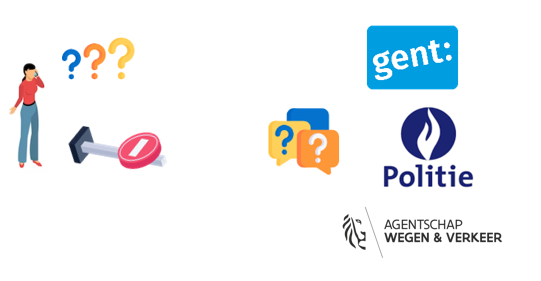 ???
gent:
? ?
Politie
AGENTSCHAP
WEGEN & VERKEER